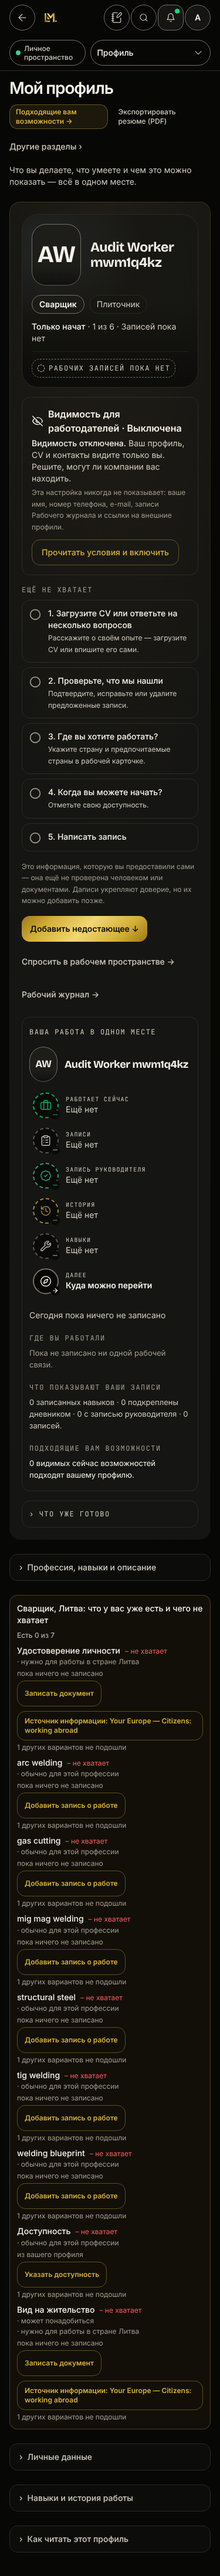 LM.
A
Личное
пространство
Профиль
Мой профиль
Подходящие вам
возможности →
Экспортировать
резюме (PDF)
Другие разделы ›
Что вы делаете, что умеете и чем это можно
показать — всё в одном месте.
AW
Audit Worker
mwm1q4kz
Сварщик
Плиточник
Только начат · 1 из 6 · Записей пока
нет
РАБОЧИХ ЗАПИСЕЙ ПОКА НЕТ
Видимость для
работодателей · Выключена
Видимость отключена. Ваш профиль,
CV и контакты видите только вы.
Решите, могут ли компании вас
находить.
Эта настройка никогда не показывает: ваше
имя, номер телефона, e-mail, записи
Рабочего журнала и ссылки на внешние
профили.
Прочитать условия и включить
ЕЩЁ НЕ ХВАТАЕТ
1. Загрузите CV или ответьте на
несколько вопросов
Расскажите о своём опыте — загрузите
CV или впишите его сами.
2. Проверьте, что мы нашли
Подтвердите, исправьте или удалите
предложенные записи.
3. Где вы хотите работать?
Укажите страну и предпочитаемые
страны в рабочей карточке.
4. Когда вы можете начать?
Отметьте свою доступность.
5. Написать запись
Это информация, которую вы предоставили сами
— она ещё не проверена человеком или
документами. Записи укрепляют доверие, но их
можно добавить позже.
Добавить недостающее ↓
Спросить в рабочем пространстве →
Рабочий журнал →
ВАША РАБОТА В ОДНОМ МЕСТЕ
AW
Audit Worker mwm1q4kz
РАБОТАЕТ СЕЙЧАС
Ещё нет
ЗАПИСИ
Ещё нет
ЗАПИСЬ РУКОВОДИТЕЛЯ
Ещё нет
ИСТОРИЯ
Ещё нет
НАВЫКИ
Ещё нет
ДАЛЕЕ
Куда можно перейти
Сегодня пока ничего не записано
ГДЕ ВЫ РАБОТАЛИ
Пока не записано ни одной рабочей
связи.
ЧТО ПОКАЗЫВАЮТ ВАШИ ЗАПИСИ
0 записанных навыков · 0 подкреплены
дневником · 0 с записью руководителя · 0
записей.
ПОДХОДЯЩИЕ ВАМ ВОЗМОЖНОСТИ
0 видимых сейчас возможностей
подходят вашему профилю.
› ЧТО УЖЕ ГОТОВО
› Профессия, навыки и описание
Сварщик, Литва: что у вас уже есть и чего не
хватает
Есть 0 из 7
Удостоверение личности – не хватает
· нужно для работы в стране Литва
пока ничего не записано
Записать документ
Источник информации: Your Europe — Citizens:
working abroad
1 других вариантов не подошли
arc welding – не хватает
· обычно для этой профессии
пока ничего не записано
Добавить запись о работе
1 других вариантов не подошли
gas cutting – не хватает
· обычно для этой профессии
пока ничего не записано
Добавить запись о работе
1 других вариантов не подошли
mig mag welding – не хватает
· обычно для этой профессии
пока ничего не записано
Добавить запись о работе
1 других вариантов не подошли
structural steel – не хватает
· обычно для этой профессии
пока ничего не записано
Добавить запись о работе
1 других вариантов не подошли
tig welding – не хватает
· обычно для этой профессии
пока ничего не записано
Добавить запись о работе
1 других вариантов не подошли
welding blueprint – не хватает
· обычно для этой профессии
пока ничего не записано
Добавить запись о работе
1 других вариантов не подошли
Доступность – не хватает
· обычно для этой профессии
из вашего профиля
Указать доступность
1 других вариантов не подошли
Вид на жительство – не хватает
· может понадобиться
· нужно для работы в стране Литва
пока ничего не записано
Записать документ
Источник информации: Your Europe — Citizens:
working abroad
1 других вариантов не подошли
› Личные данные
› Навыки и история работы
› Как читать этот профиль